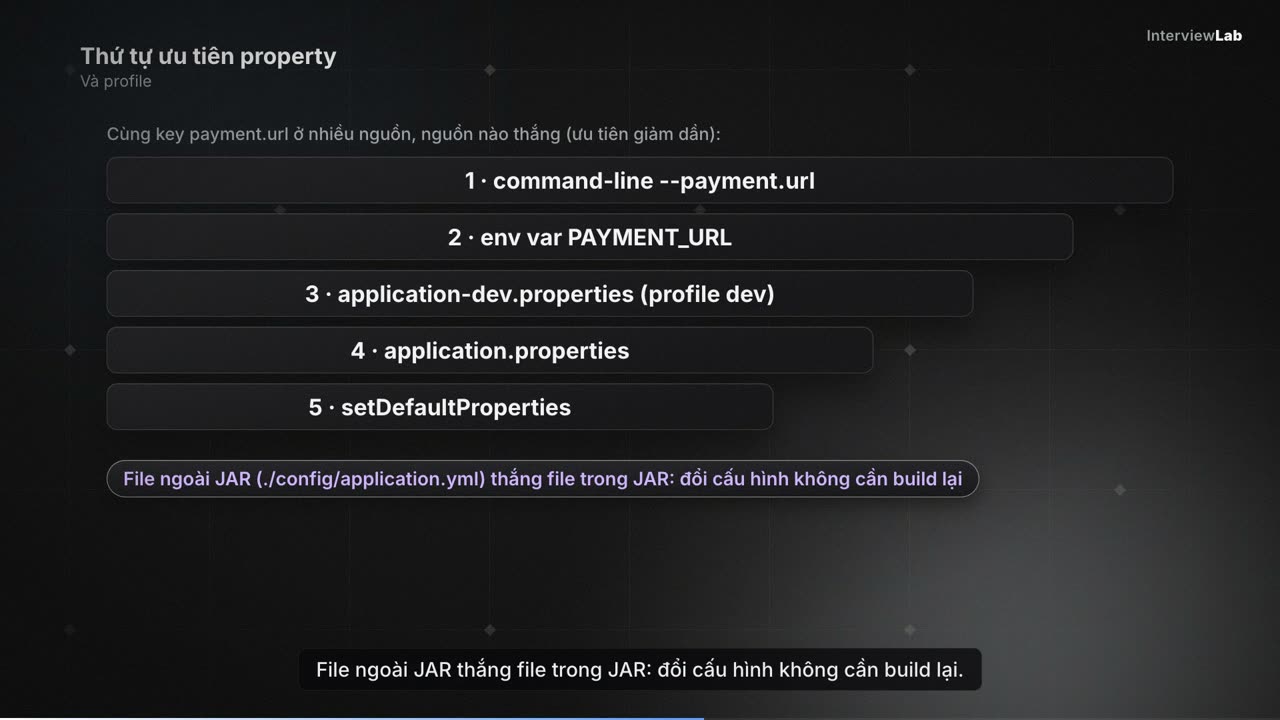 InterviewLab
Thứ tự ưu tiên property
Và profile
Cùng key payment.url ở nhiều nguồn, nguồn nào thắng (ưu tiên giảm dần):
1 · command-line --payment.url
2 · env var PAYMENT_URL
3 · application-dev.properties (profile dev)
4 · application.properties
5 · setDefaultProperties
File ngoài JAR (./config/application.yml) thắng file trong JAR: đổi cấu hình không cần build lại
File ngoài JAR thắng file trong JAR: đổi cấu hình không cần build lại.